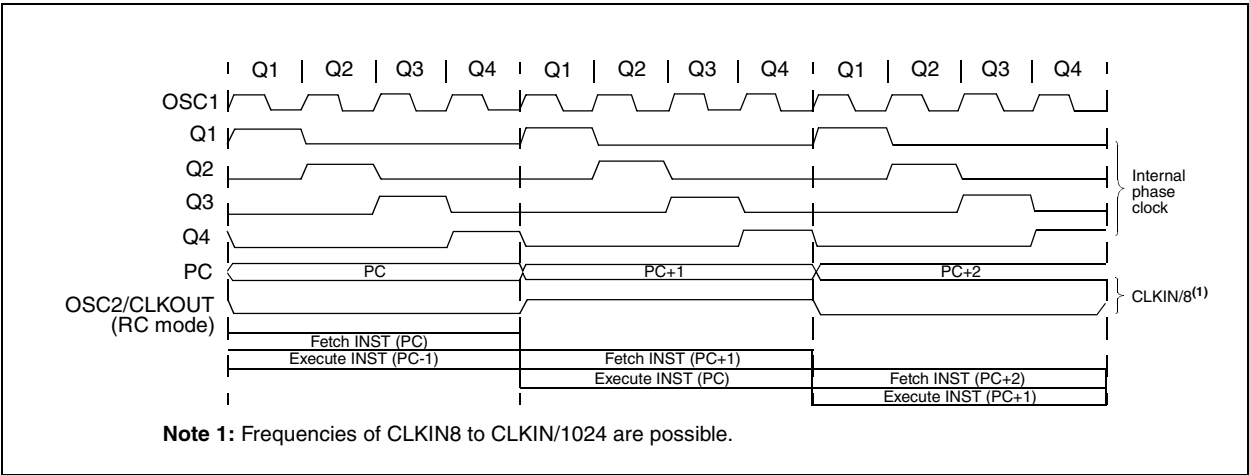 Q1 Q2 Q3 Q4 Q1 Q2 Q3 Q4 Q1 Q2 Q3 Q4
OSC1
Q1
Q2
Internal
phase
clock
Q3
Q4
PC PC PC+1 PC+2
OSC2/CLKOUT
(RC mode)
CLKIN/8(1)
Fetch INST (PC)
Execute INST (PC-1) Fetch INST (PC+1)
Execute INST (PC) Fetch INST (PC+2)
Execute INST (PC+1)
Note 1: Frequencies of CLKIN8 to CLKIN/1024 are possible.